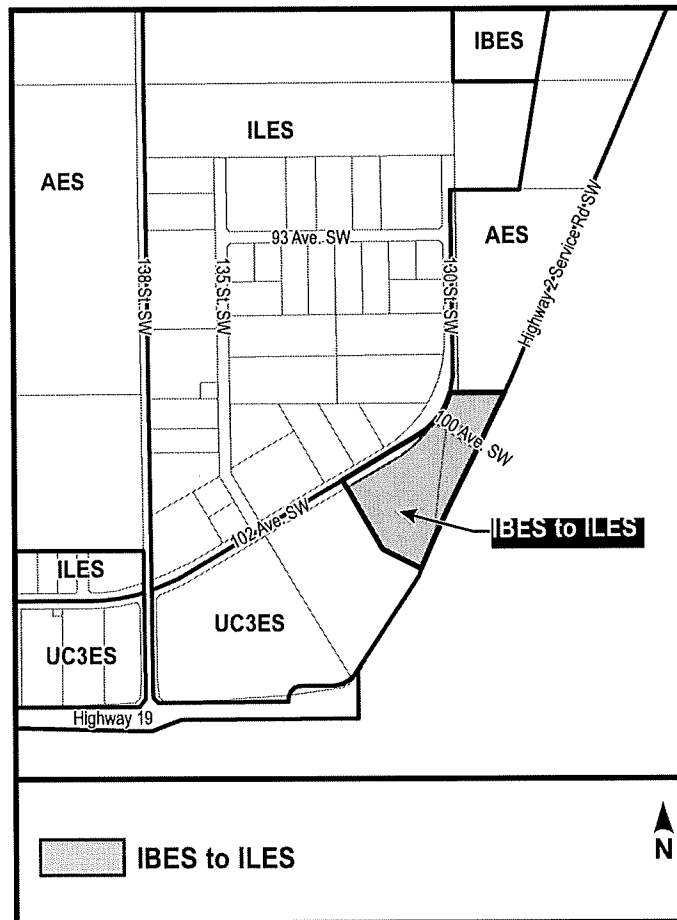 IBES
ILES
AES
AES
93 Ave. SW
138 St. SW
135 St. SW
130 St. SW
Highway 2 Service Rd SW
100 Ave. SW
102 Ave. SW
IBES to ILES
ILES
UC3ES
UC3ES
Highway 19
IBES to ILES
N